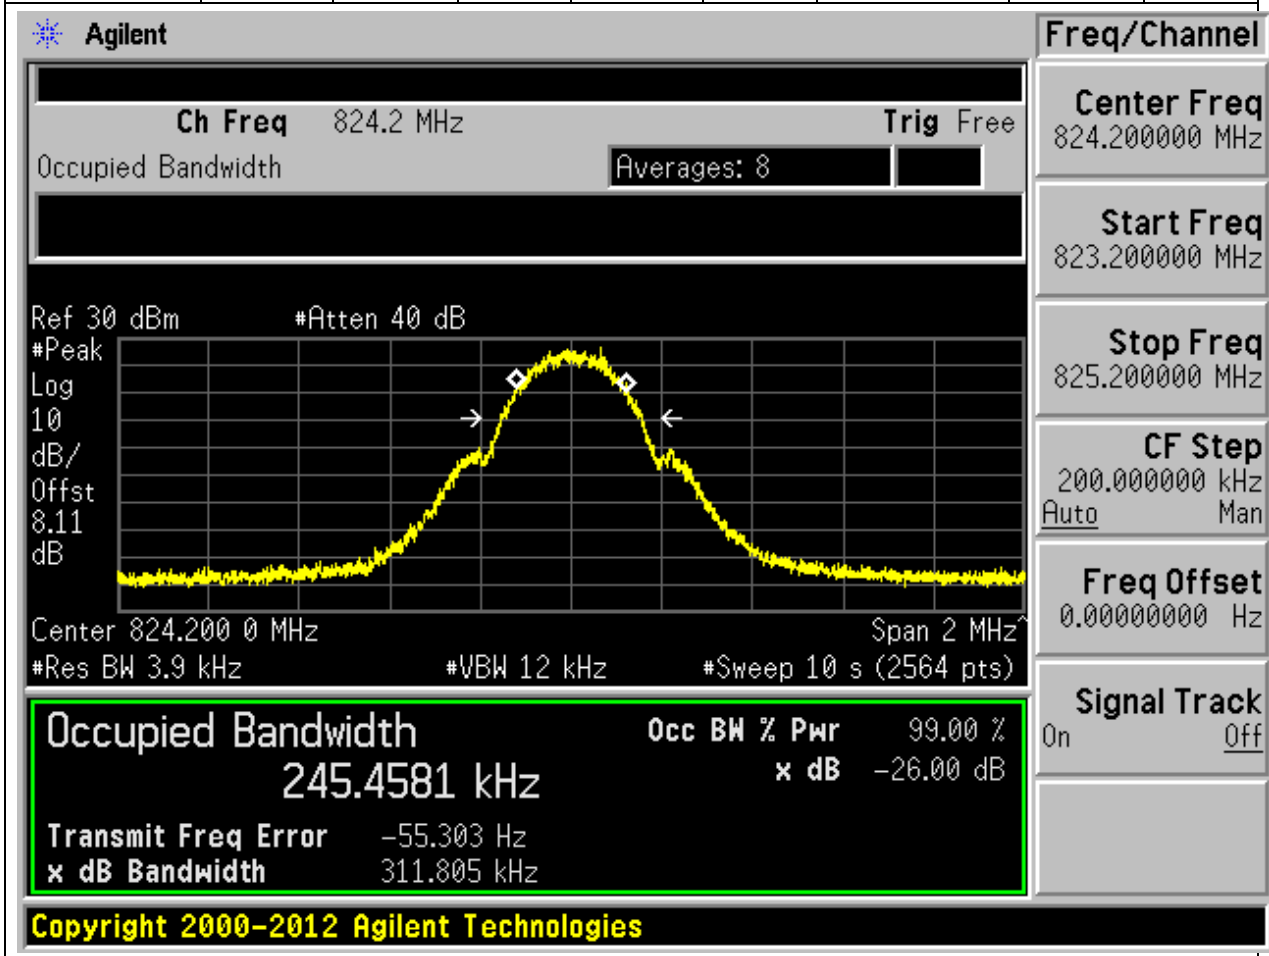 Agilent
Freq/Channel
Ch Freq 824.2 MHz Trig Free
Occupied Bandwidth Averages: 8
Center Freq
824.200000 MHz
Start Freq
823.200000 MHz
Stop Freq
825.200000 MHz
CF Step
200.000000 kHz
Auto Man
Freq Offset
0.00000000 Hz
Signal Track
On Off
Ref 30 dBm #Atten 40 dB
#Peak
Log
10
dB/
Offst
8.11
dB
Center 824.200 0 MHz Span 2 MHz^
#Res BW 3.9 kHz #VBW 12 kHz #Sweep 10 s (2564 pts)
Occupied Bandwidth Occ BW % Pwr 99.00 %
245.4581 kHz x dB -26.00 dB
Transmit Freq Error -55.303 Hz
x dB Bandwidth 311.805 kHz
Copyright 2000-2012 Agilent Technologies